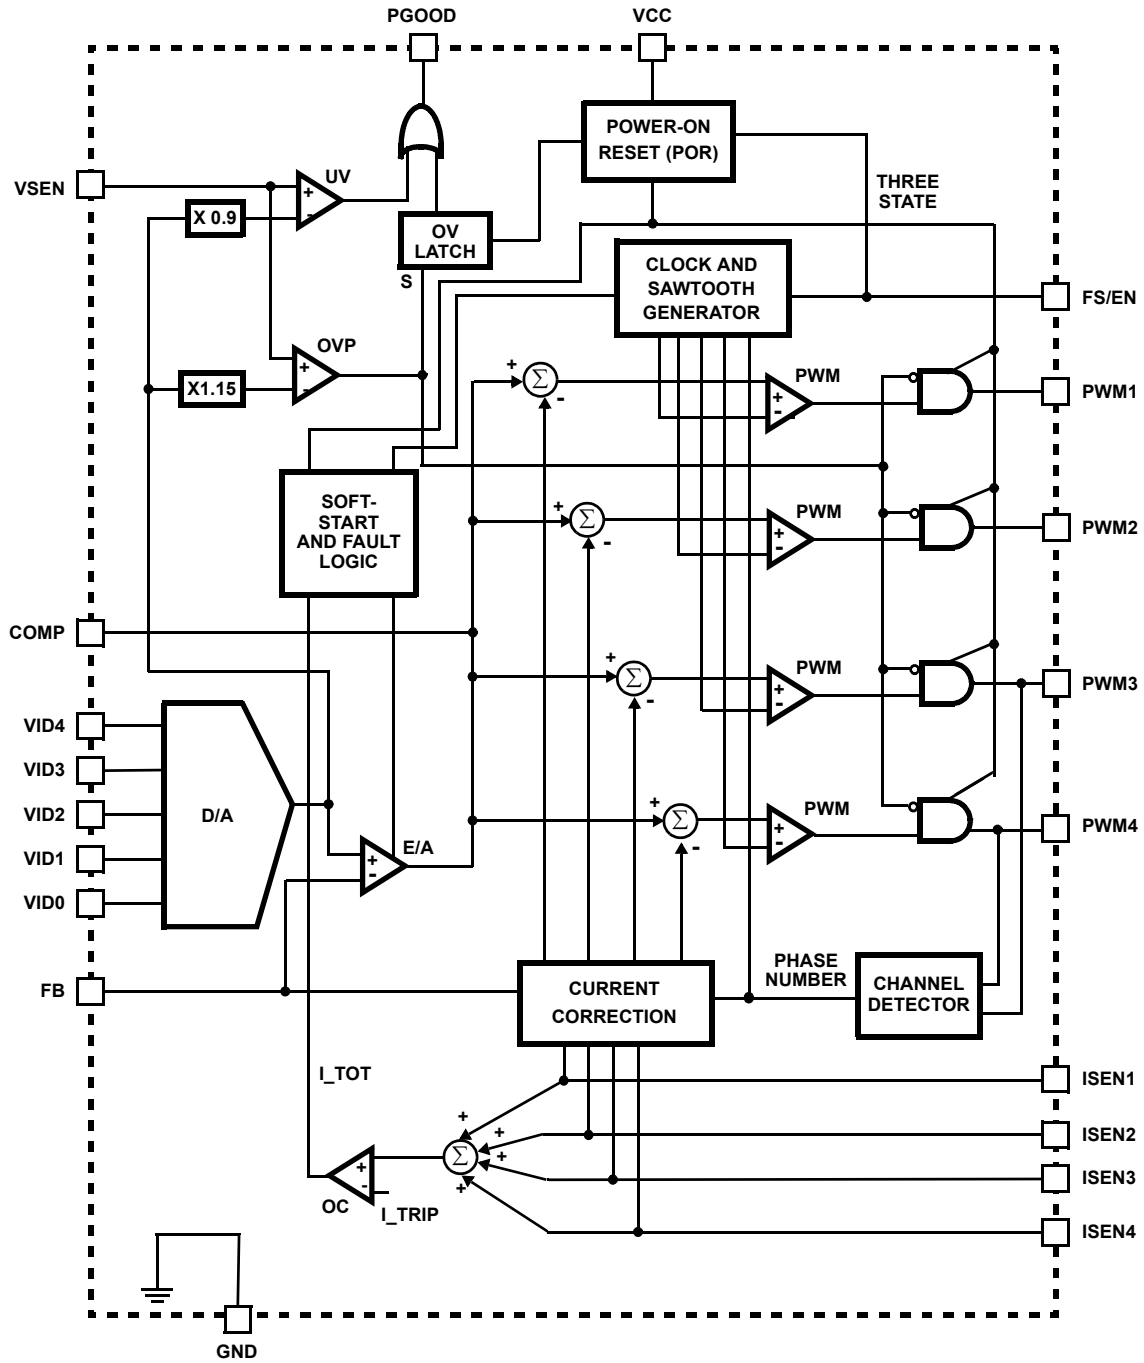 PGOOD
VCC
POWER-ON
RESET (POR)
VSEN
UV
+
-
X 0.9
THREE
STATE
OV
LATCH
S
CLOCK AND
SAWTOOTH
GENERATOR
FS/EN
OVP
+
-
X1.15
+
Σ
-
PWM
+
-
PWM1
SOFT-
START
AND FAULT
LOGIC
+
Σ
-
PWM
+
-
PWM2
COMP
+
Σ
-
PWM
+
-
PWM3
VID4
VID3
VID2
VID1
VID0
D/A
E/A
+
-
+
Σ
-
PWM
+
-
PWM4
FB
CURRENT
CORRECTION
PHASE
NUMBER
CHANNEL
DETECTOR
I_TOT
ISEN1
+
+
+
+
Σ
ISEN2
ISEN3
+
-
OC
I_TRIP
ISEN4
GND